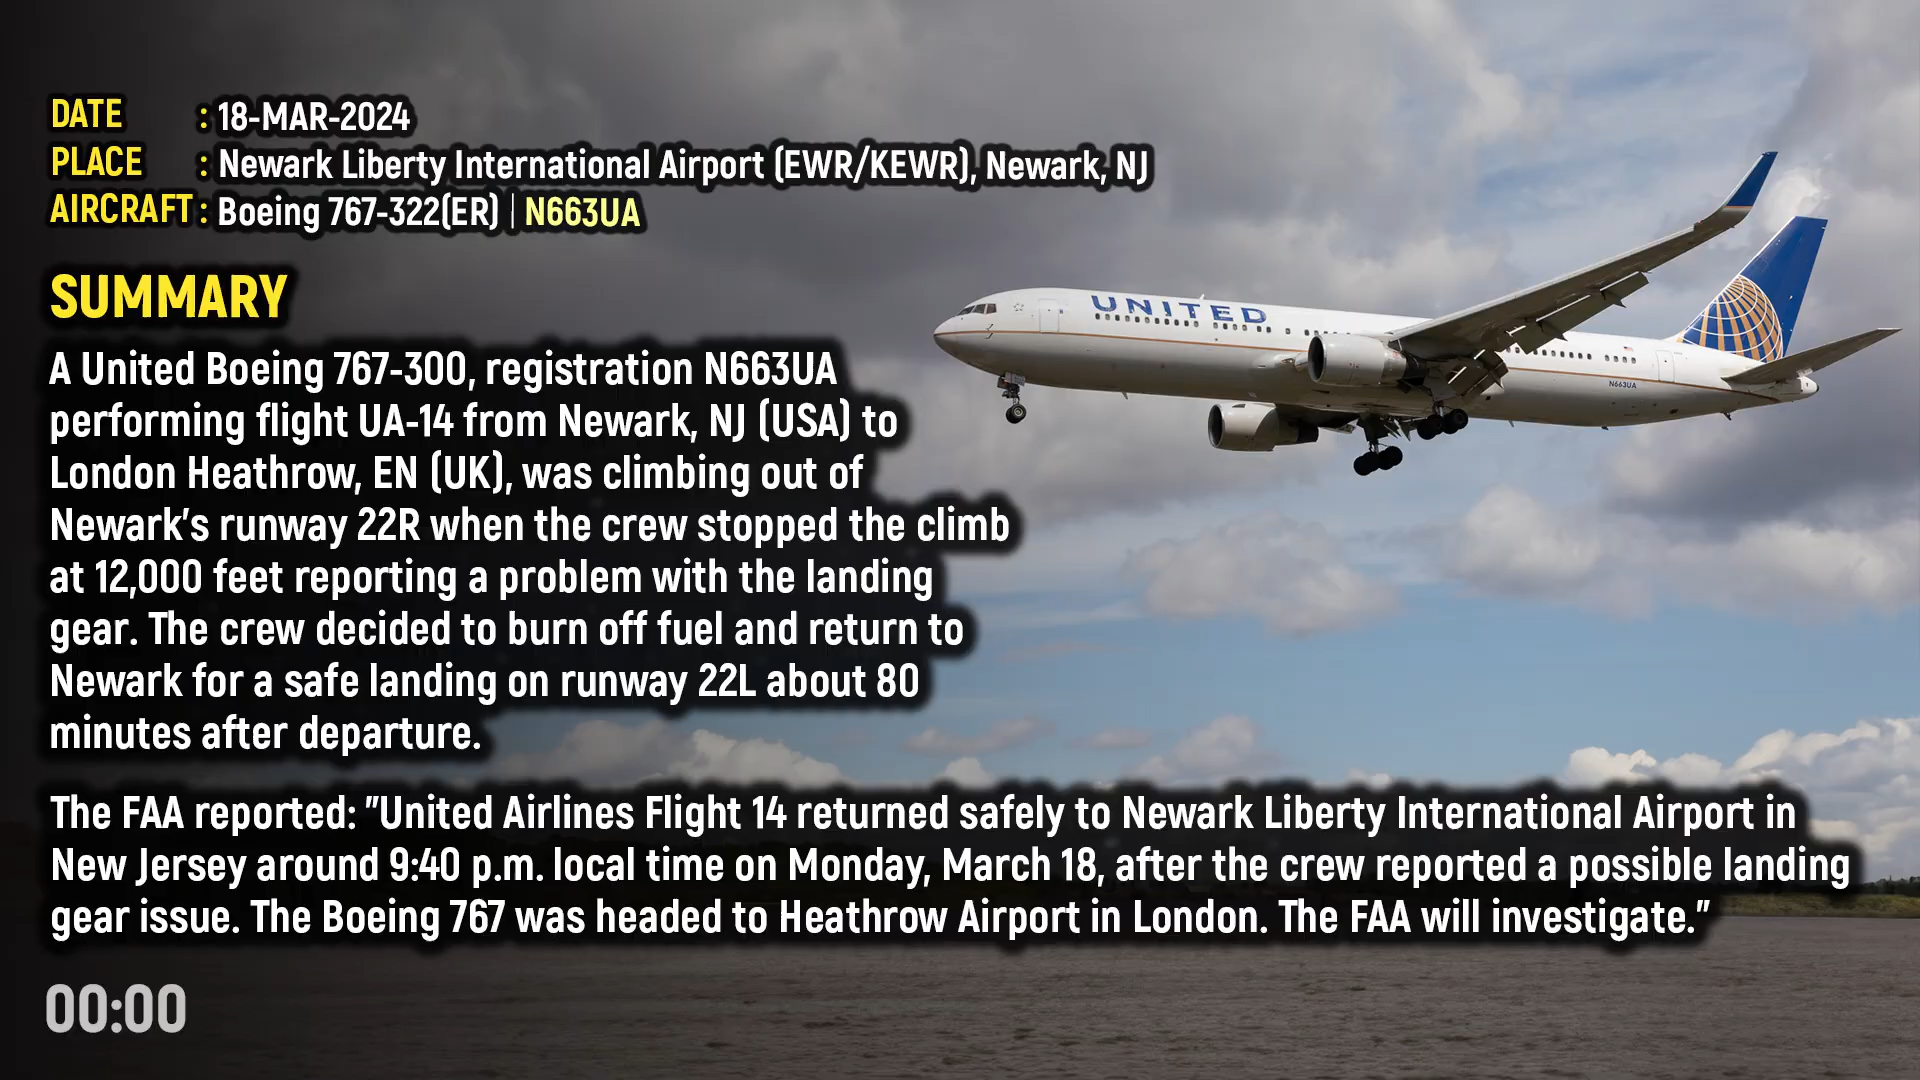 DATE : 18-MAR-2024
PLACE : Newark Liberty International Airport (EWR/KEWR), Newark, NJ
AIRCRAFT : Boeing 767-322(ER) | N663UA
SUMMARY
A United Boeing 767-300, registration N663UA
performing flight UA-14 from Newark, NJ (USA) to
London Heathrow, EN (UK), was climbing out of
Newark's runway 22R when the crew stopped the climb
at 12,000 feet reporting a problem with the landing
gear. The crew decided to burn off fuel and return to
Newark for a safe landing on runway 22L about 80
minutes after departure.
UNITED
N663UA
The FAA reported: "United Airlines Flight 14 returned safely to Newark Liberty International Airport in
New Jersey around 9:40 p.m. local time on Monday, March 18, after the crew reported a possible landing
gear issue. The Boeing 767 was headed to Heathrow Airport in London. The FAA will investigate."
00:00